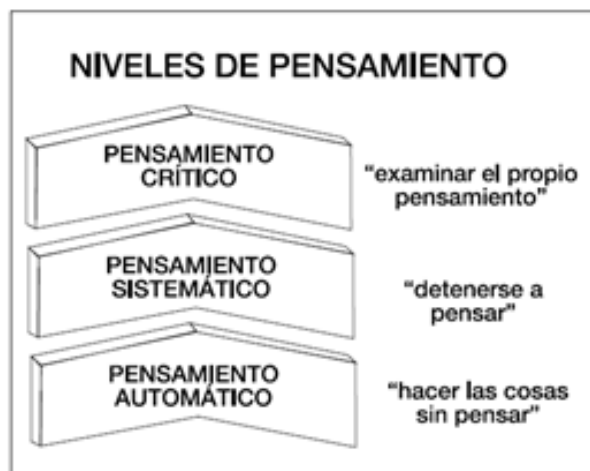 NIVELES DE PENSAMIENTO
PENSAMIENTO
CRÍTICO
“examinar el propio
pensamiento”
PENSAMIENTO
SISTEMÁTICO
“detenerse a
pensar”
PENSAMIENTO
AUTOMÁTICO
“hacer las cosas
sin pensar”